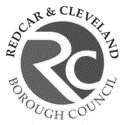 REDCAR & CLEVELAND
RC
BOROUGH COUNCIL